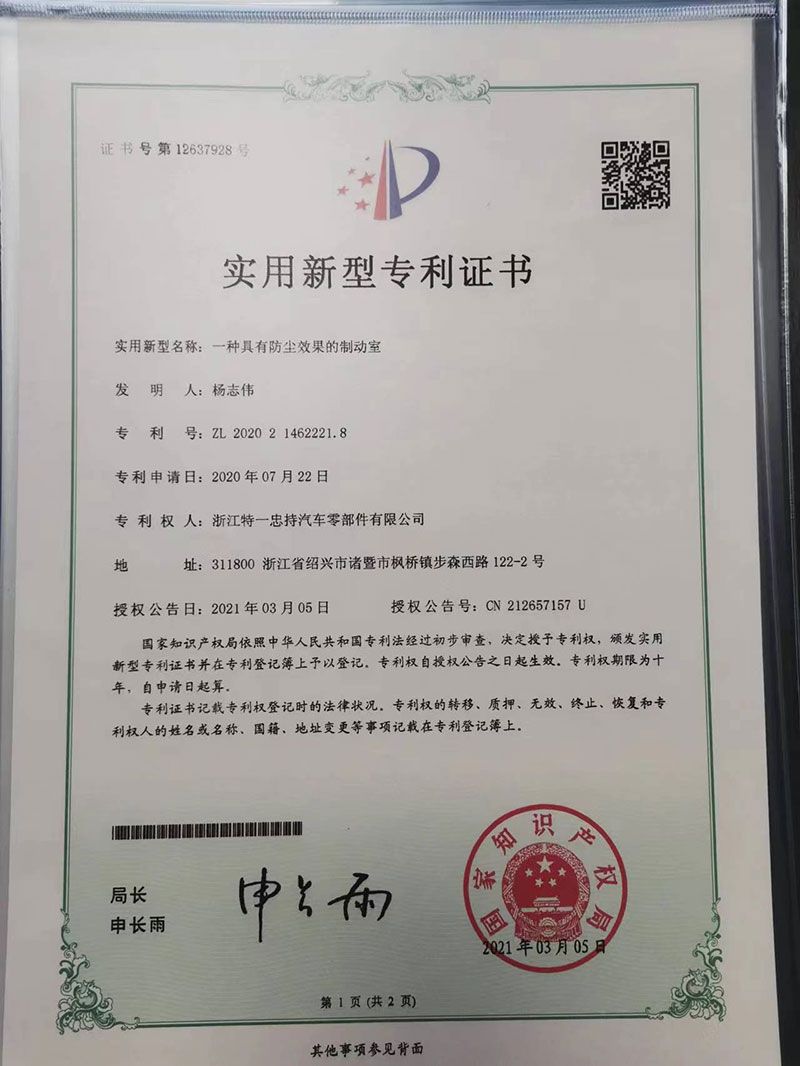 证书号第12637928号
实用新型专利证书
实用新型名称：一种具有防尘效果的制动室
发明人：杨志伟
专利号：ZL 2020 2 1462221.8
专利申请日：2020年07月22日
专利权人：浙江特一忠持汽车零部件有限公司
地址：311800 浙江省绍兴市诸暨市枫桥镇步森西路122-2号
授权公告日：2021年03月05日 授权公告号：CN 212657157 U
国家知识产权局依照中华人民共和国专利法经过初步审查，决定授予专利权，颁发实用
新型专利证书并在专利登记簿上予以登记。专利权自授权公告之日起生效。专利权期限为十
年，自申请日起算。
专利证书记载专利权登记时的法律状况。专利权的转移、质押、无效、终止、恢复和专
利权人的姓名或名称、国籍、地址变更等事项记载在专利登记簿上。
局长
申长雨
申长雨
国家知识产权局
2021年03月05日
第1页(共2页)
其他事项参见背面